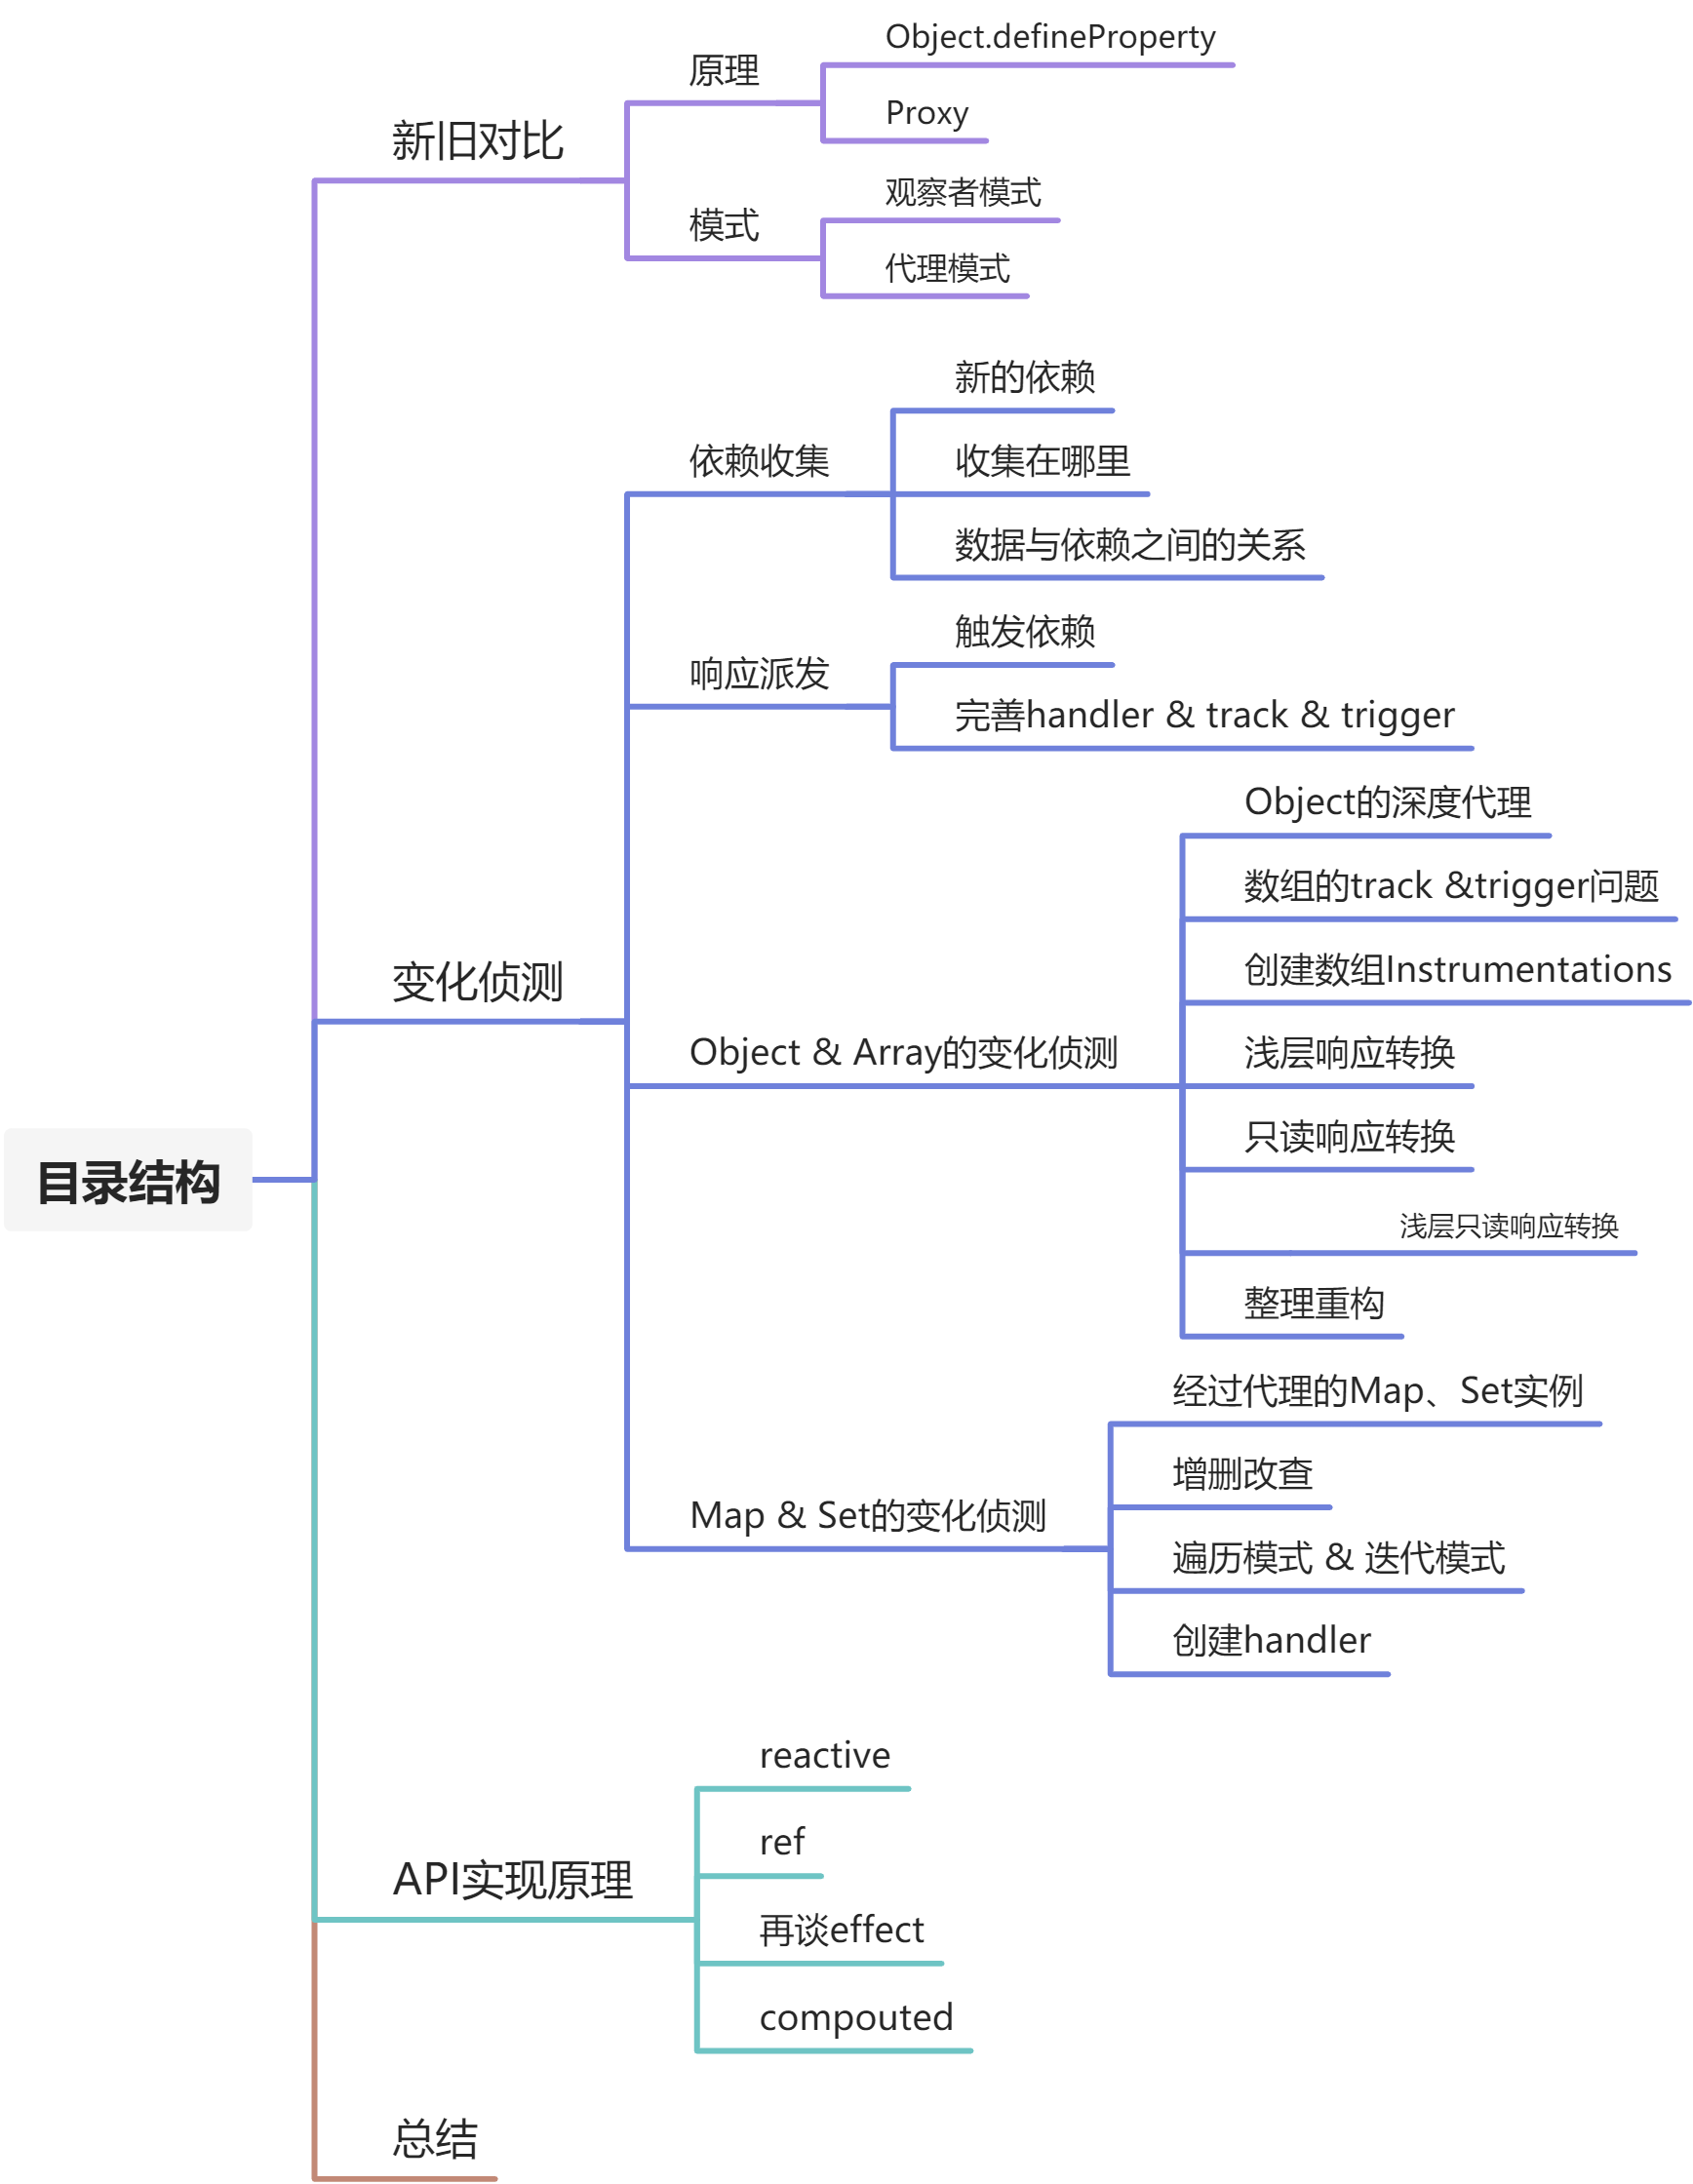 目录结构
新旧对比
原理
Object.defineProperty
Proxy
模式
观察者模式
代理模式
变化侦测
依赖收集
新的依赖
收集在哪里
数据与依赖之间的关系
响应派发
触发依赖
完善handler & track & trigger
Object & Array的变化侦测
Object的深度代理
数组的track &trigger问题
创建数组Instrumentations
浅层响应转换
只读响应转换
浅层只读响应转换
整理重构
Map & Set的变化侦测
经过代理的Map、Set实例
增删改查
遍历模式 & 迭代模式
创建handler
API实现原理
reactive
ref
再谈effect
compouted
总结